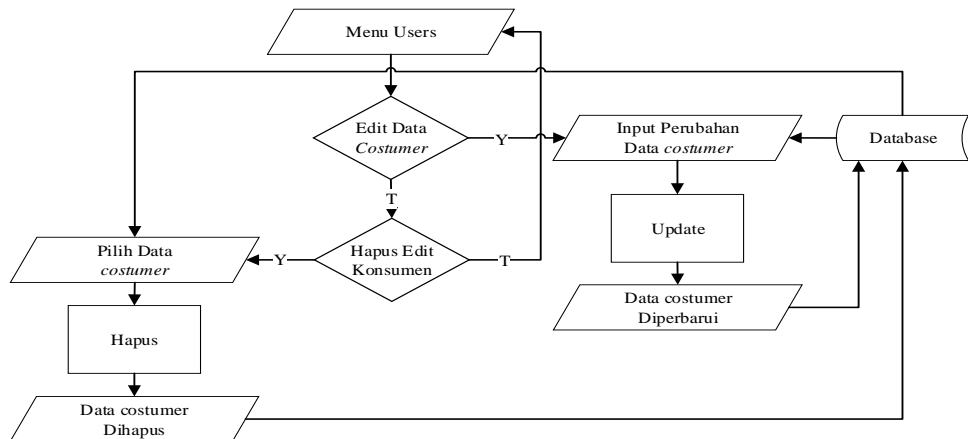 Menu Users
Edit Data
Costumer
Y
Input Perubahan
Data costumer
Database
T
Update
Pilih Data
costumer
Y
Hapus Edit
Konsumen
T
Data costumer
Diperbarui
Hapus
Data costumer
Dihapus